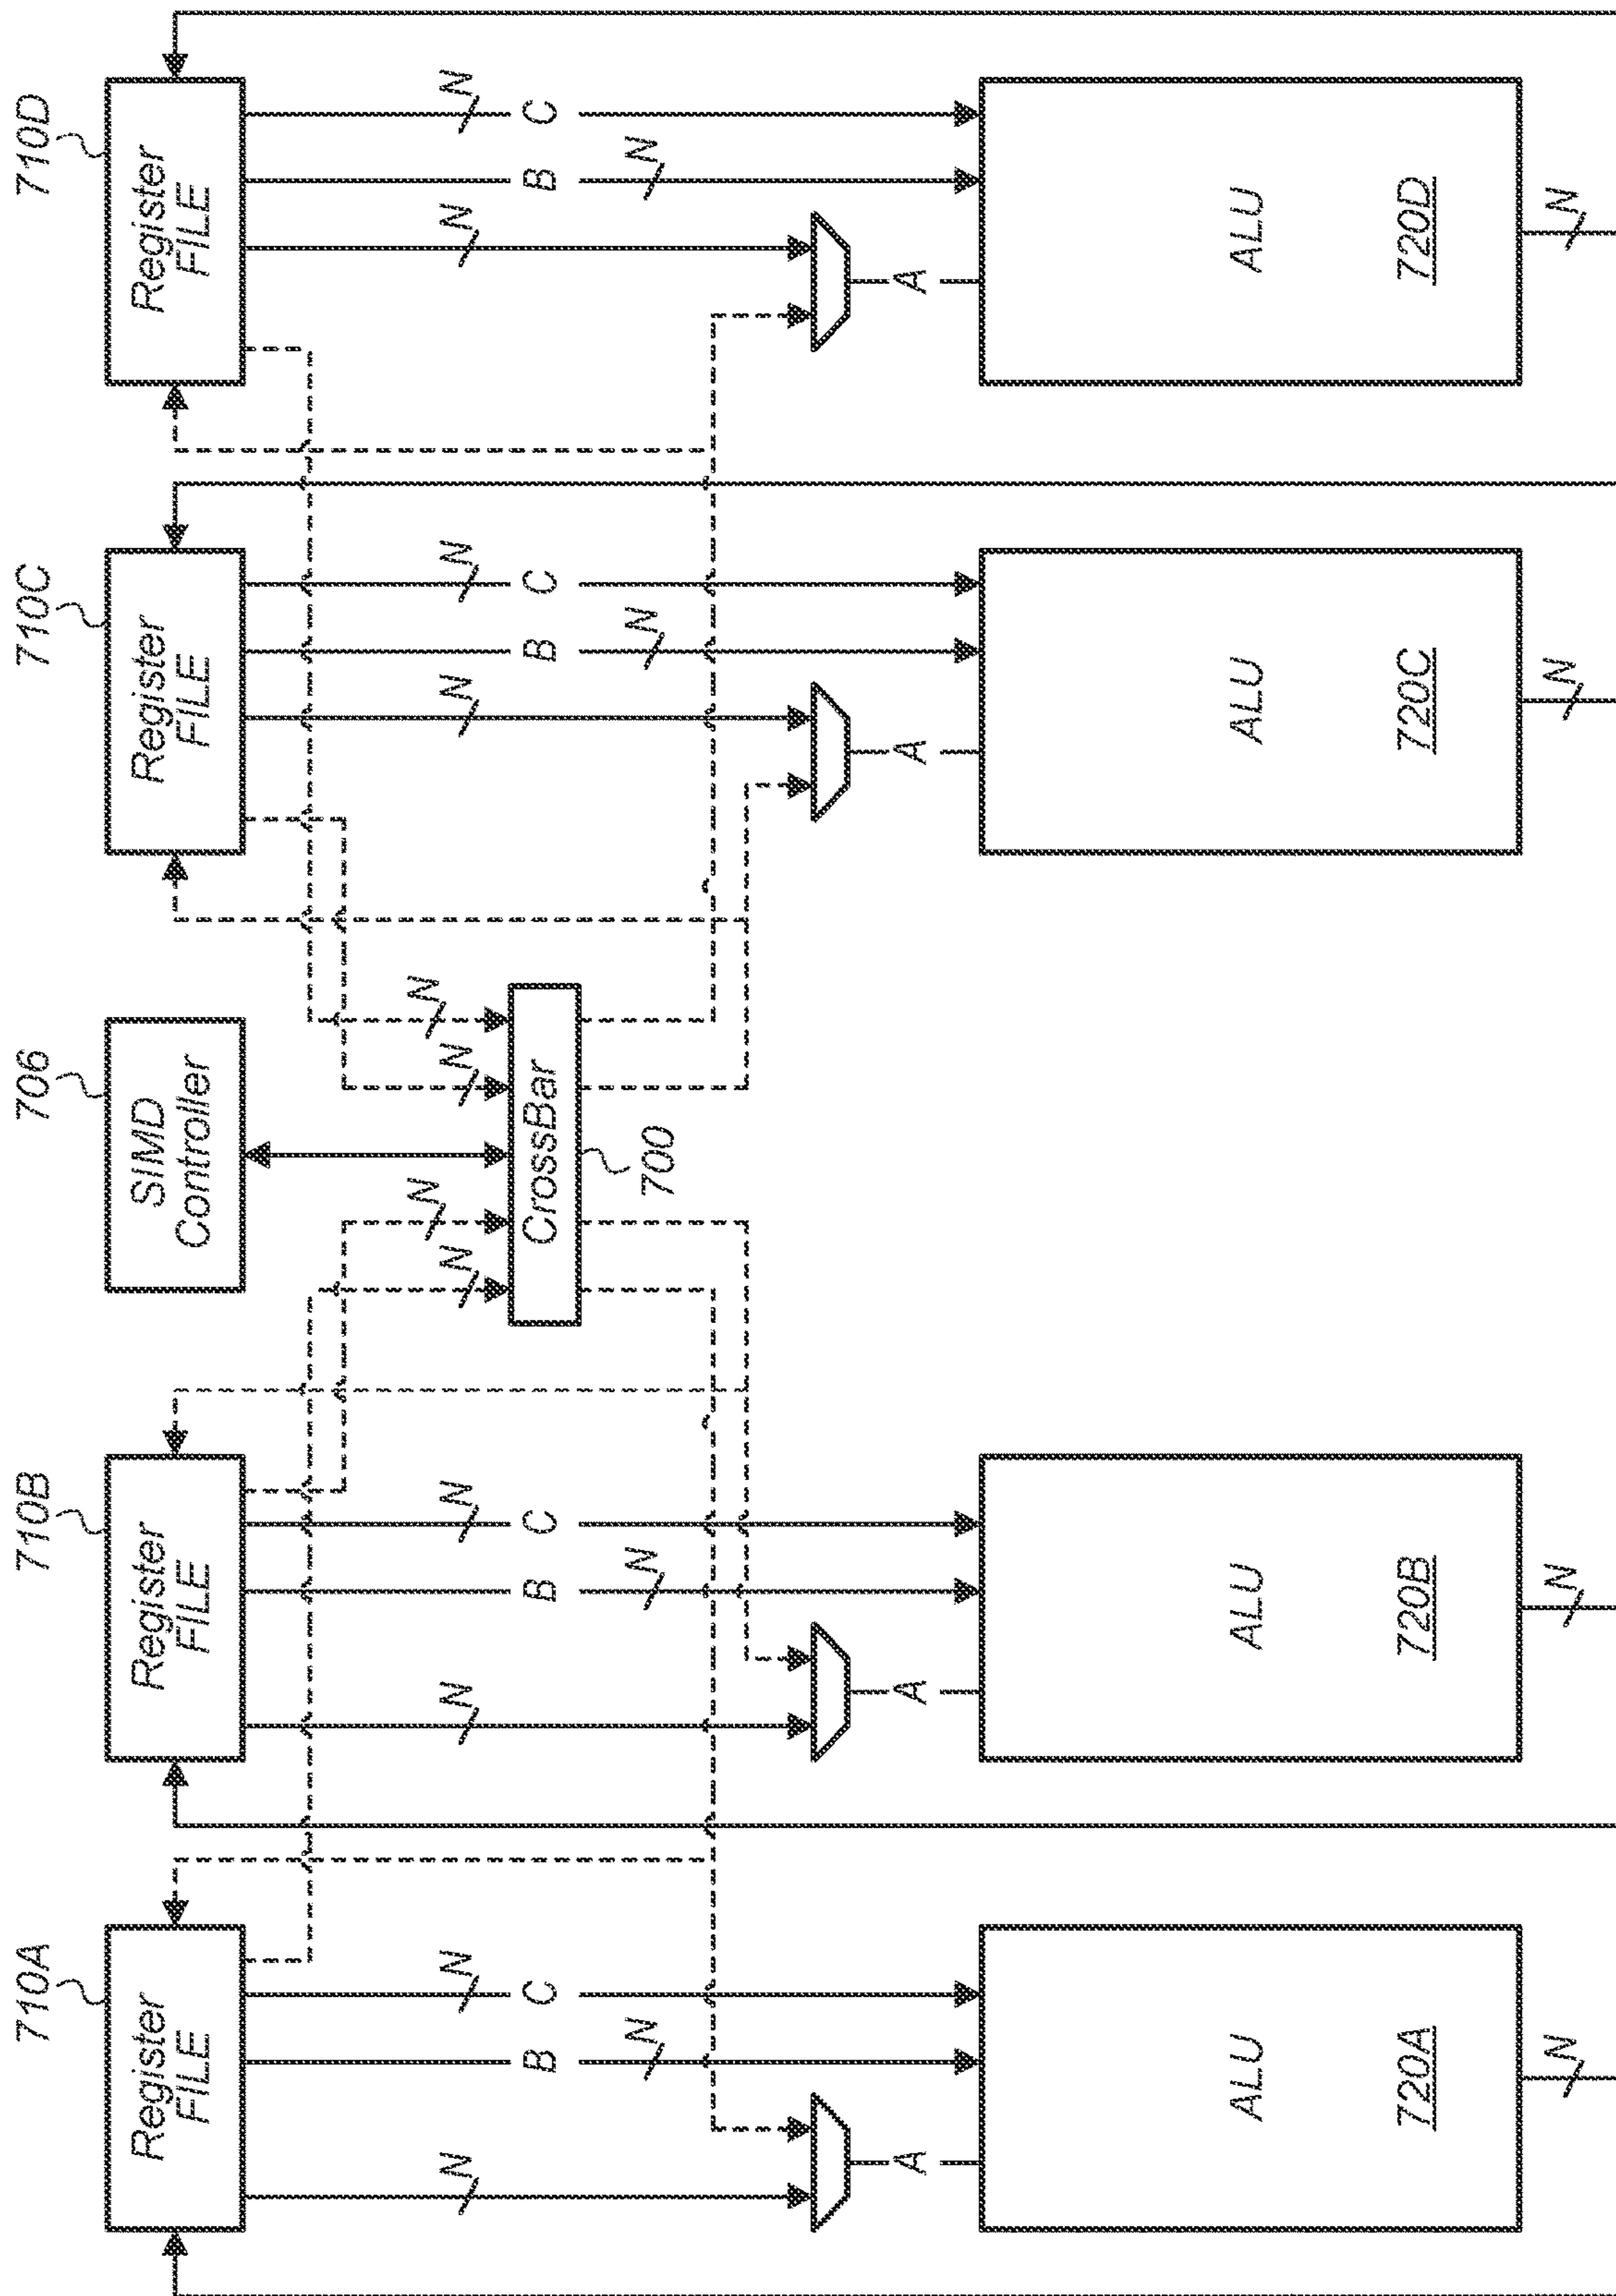 710A
710B
706
710C
710D
Register
FILE
Register
FILE
SIMD
Controller
Register
FILE
Register
FILE
N
N
N
N
N
N
N
N
N
N
N
N
B
C
B
C
CrossBar
B
C
B
C
N
N
700
N
N
A
A
A
A
ALU
ALU
ALU
ALU
720A
720B
720C
720D
N
N
N
N